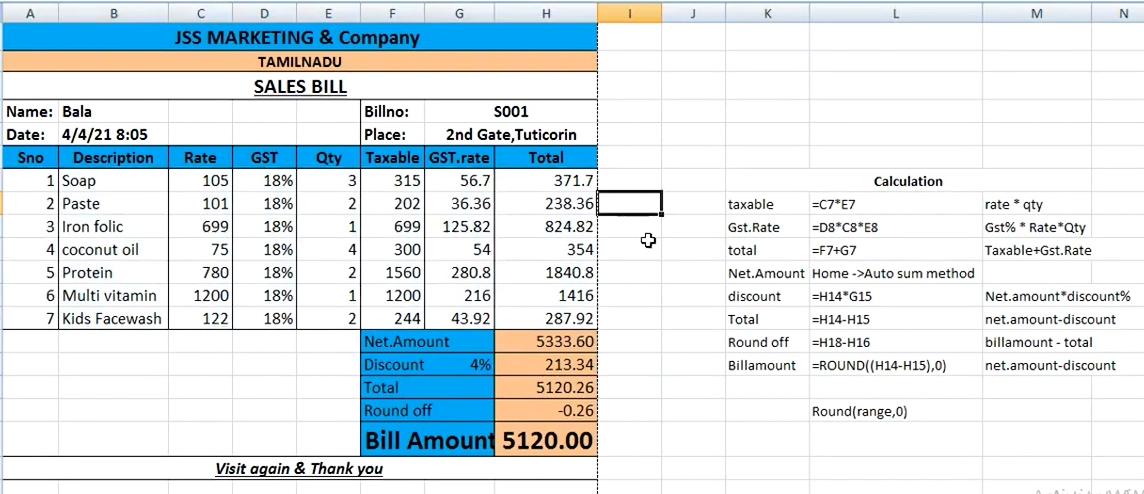 A B C D E F G H I J K L M N
JSS MARKETING & Company
TAMILNADU
SALES BILL
Name: Bala Billno: S001
Date: 4/4/21 8:05 Place: 2nd Gate,Tuticorin
Sno Description Rate GST Qty Taxable GST.rate Total
1 Soap 105 18% 3 315 56.7 371.7
2 Paste 101 18% 2 202 36.36 238.36
3 Iron folic 699 18% 1 699 125.82 824.82
4 coconut oil 75 18% 4 300 54 354
5 Protein 780 18% 2 1560 280.8 1840.8
6 Multi vitamin 1200 18% 1 1200 216 1416
7 Kids Facewash 122 18% 2 244 43.92 287.92
Net.Amount 5333.60
Discount 4% 213.34
Total 5120.26
Round off -0.26
Bill Amount 5120.00
Visit again & Thank you
Calculation
taxable =C7*E7 rate * qty
Gst.Rate =D8*C8*E8 Gst% * Rate*Qty
total =F7+G7 Taxable+Gst.Rate
Net.Amount Home ->Auto sum method
discount =H14*G15 Net.amount*discount%
Total =H14-H15 net.amount-discount
Round off =H18-H16 billamount - total
Billamount =ROUND((H14-H15),0) net.amount-discount
Round(range,0)